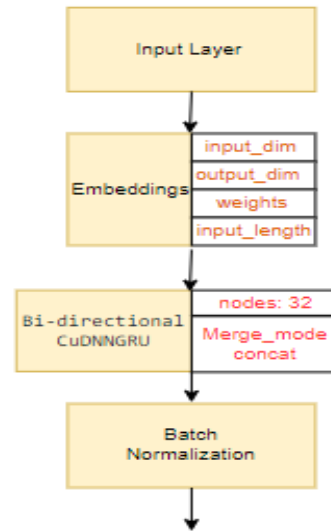 Input Layer
Embeddings
input_dim
output_dim
weights
input_length
Bi-directional
CuDNNGRU
nodes: 32
Merge_mode
concat
Batch
Normalization